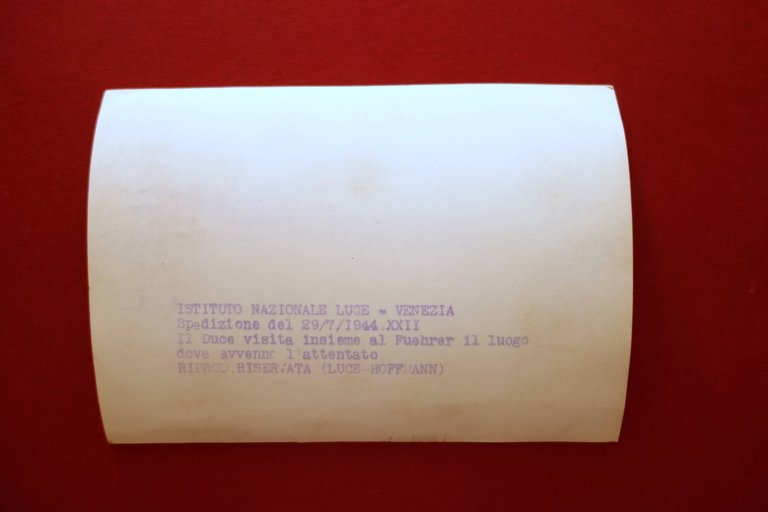 ISTITUTO NAZIONALE LUCE = VENEZIA
Spedizione del 29/7/1944 XXII
Il Duce visita insieme al Fuehrer il luogo
dove avvenne l'attentato
RIPROD. RISERVATA (LUCE-HOFFMANN)